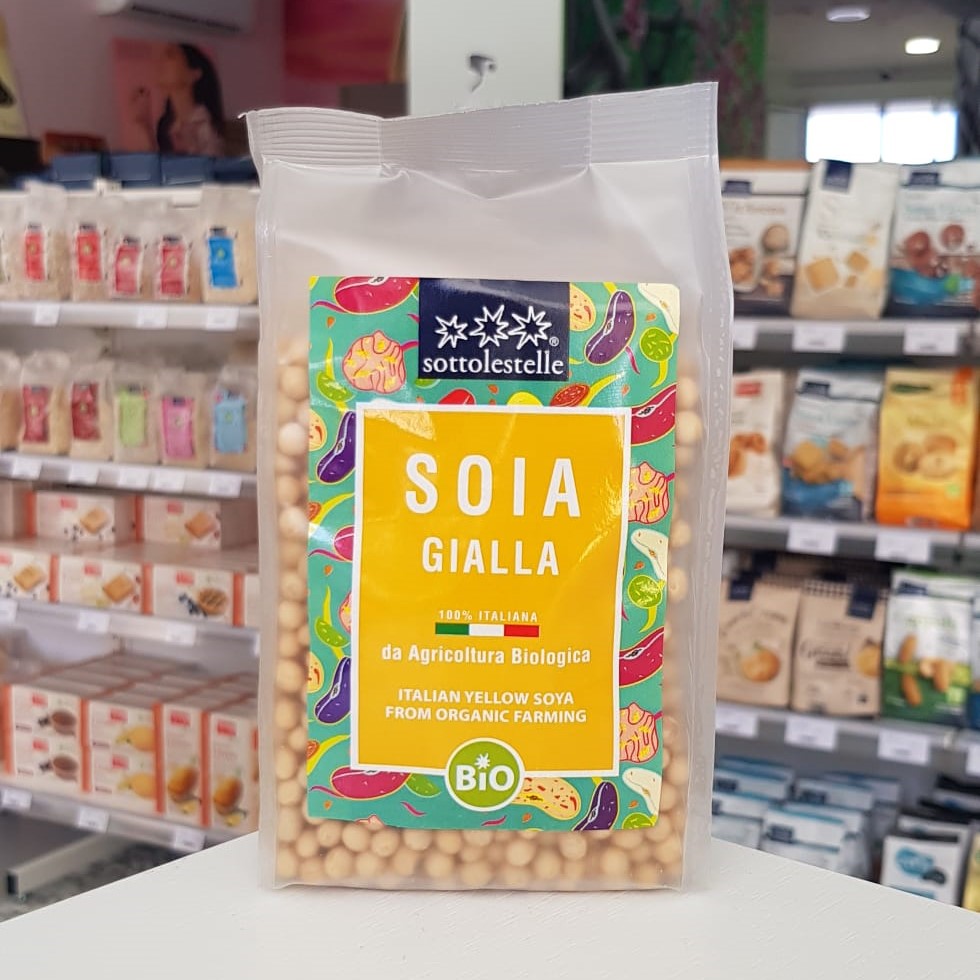 sottolestelle®
SOIA
GIALLA
100% ITALIANA
da Agricoltura Biologica
ITALIAN YELLOW SOYA
FROM ORGANIC FARMING
BiO